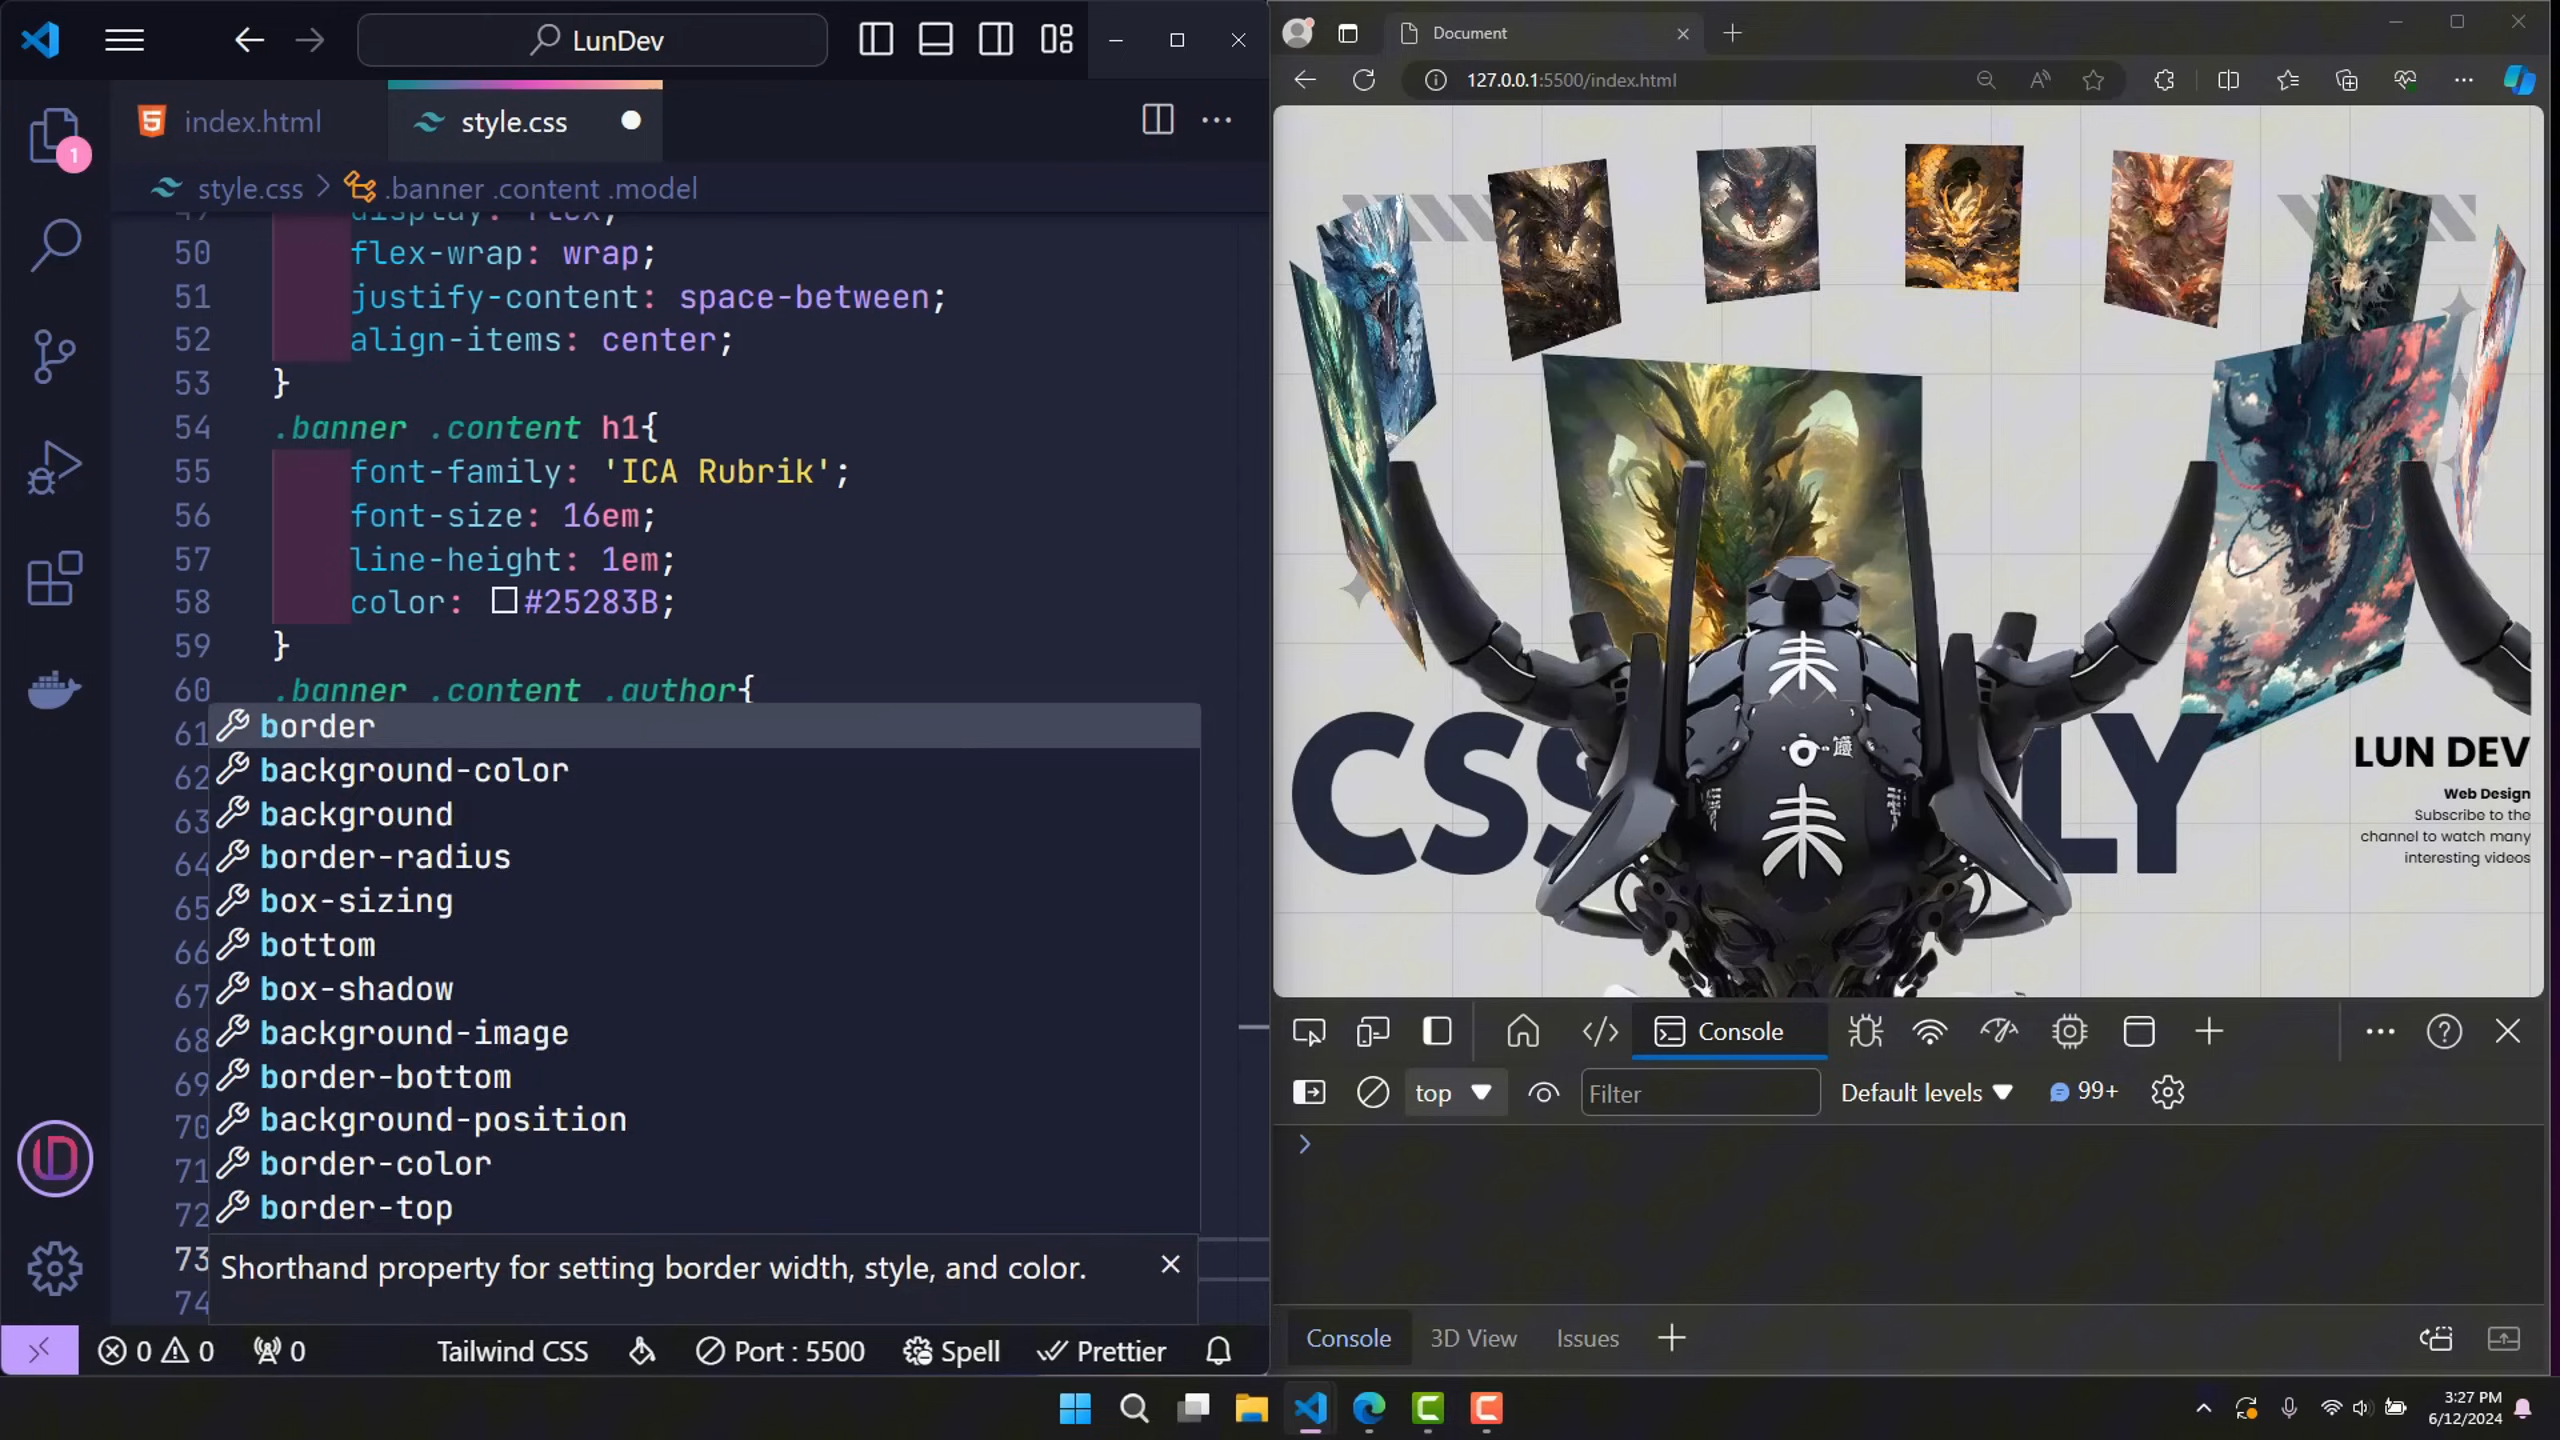 LunDev
index.html
style.css
1
style.css > .banner .content .model
49 display: flex;
50 flex-wrap: wrap;
51 justify-content: space-between;
52 align-items: center;
53 }
54 .banner .content h1{
55 font-family: 'ICA Rubrik';
56 font-size: 16em;
57 line-height: 1em;
58 color: #25283B;
59 }
60 .banner .content .author{
61 border
62 background-color
background
63 border-radius
64 box-sizing
65 bottom
66 box-shadow
67 background-image
68 border-bottom
69 background-position
70 border-color
71 border-top
72
73 Shorthand property for setting border width, style, and color.
74
0 0 0 Tailwind CSS Port : 5500 Spell Prettier
Document
127.0.0.1:5500/index.html
CSS LY
LUN DEV
Web Design
Subscribe to the
channel to watch many
interesting videos
Console
top Filter Default levels 99+
Console 3D View Issues
3:27 PM
6/12/2024